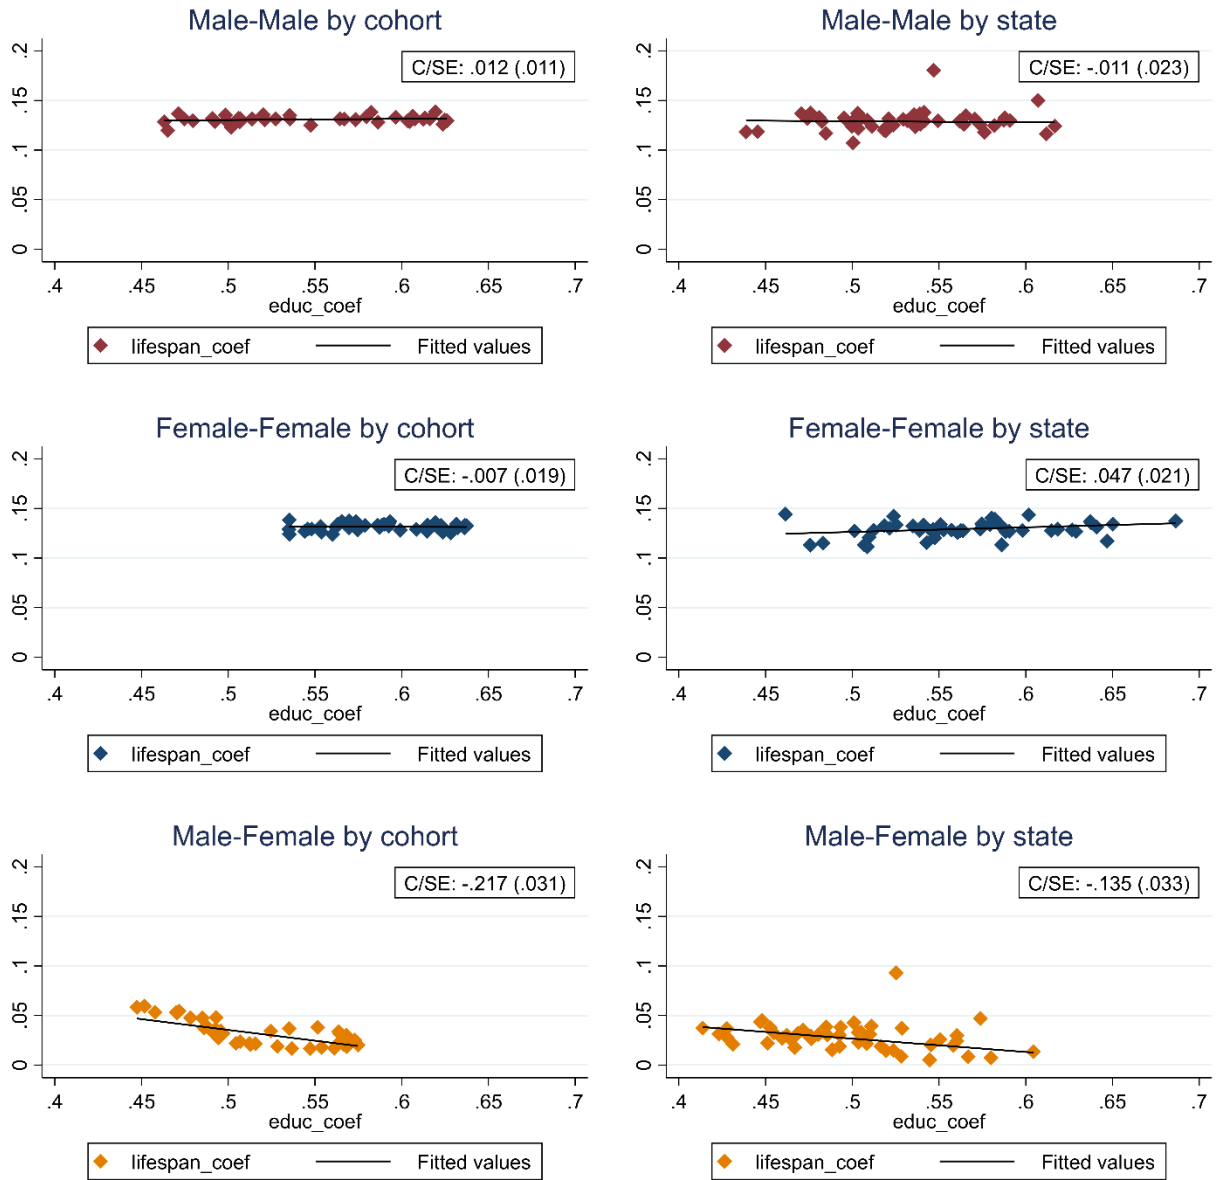 Male-Male by cohort
C/SE: .012 (.011)
.2
.15
.1
.05
0
.4 .45 .5 .55 .6 .65 .7
educ_coef
lifespan_coef Fitted values
Male-Male by state
C/SE: -.011 (.023)
.2
.15
.1
.05
0
.4 .45 .5 .55 .6 .65 .7
educ_coef
lifespan_coef Fitted values
Female-Female by cohort
C/SE: -.007 (.019)
.2
.15
.1
.05
0
.4 .45 .5 .55 .6 .65 .7
educ_coef
lifespan_coef Fitted values
Female-Female by state
C/SE: .047 (.021)
.2
.15
.1
.05
0
.4 .45 .5 .55 .6 .65 .7
educ_coef
lifespan_coef Fitted values
Male-Female by cohort
C/SE: -.217 (.031)
.2
.15
.1
.05
0
.4 .45 .5 .55 .6 .65 .7
educ_coef
lifespan_coef Fitted values
Male-Female by state
C/SE: -.135 (.033)
.2
.15
.1
.05
0
.4 .45 .5 .55 .6 .65 .7
educ_coef
lifespan_coef Fitted values